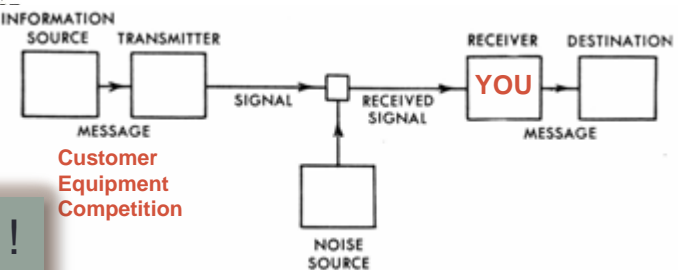 INFORMATION
SOURCE
TRANSMITTER
RECEIVER
DESTINATION
YOU
SIGNAL
RECEIVED
SIGNAL
MESSAGE
MESSAGE
Customer
Equipment
Competition
!
NOISE
SOURCE